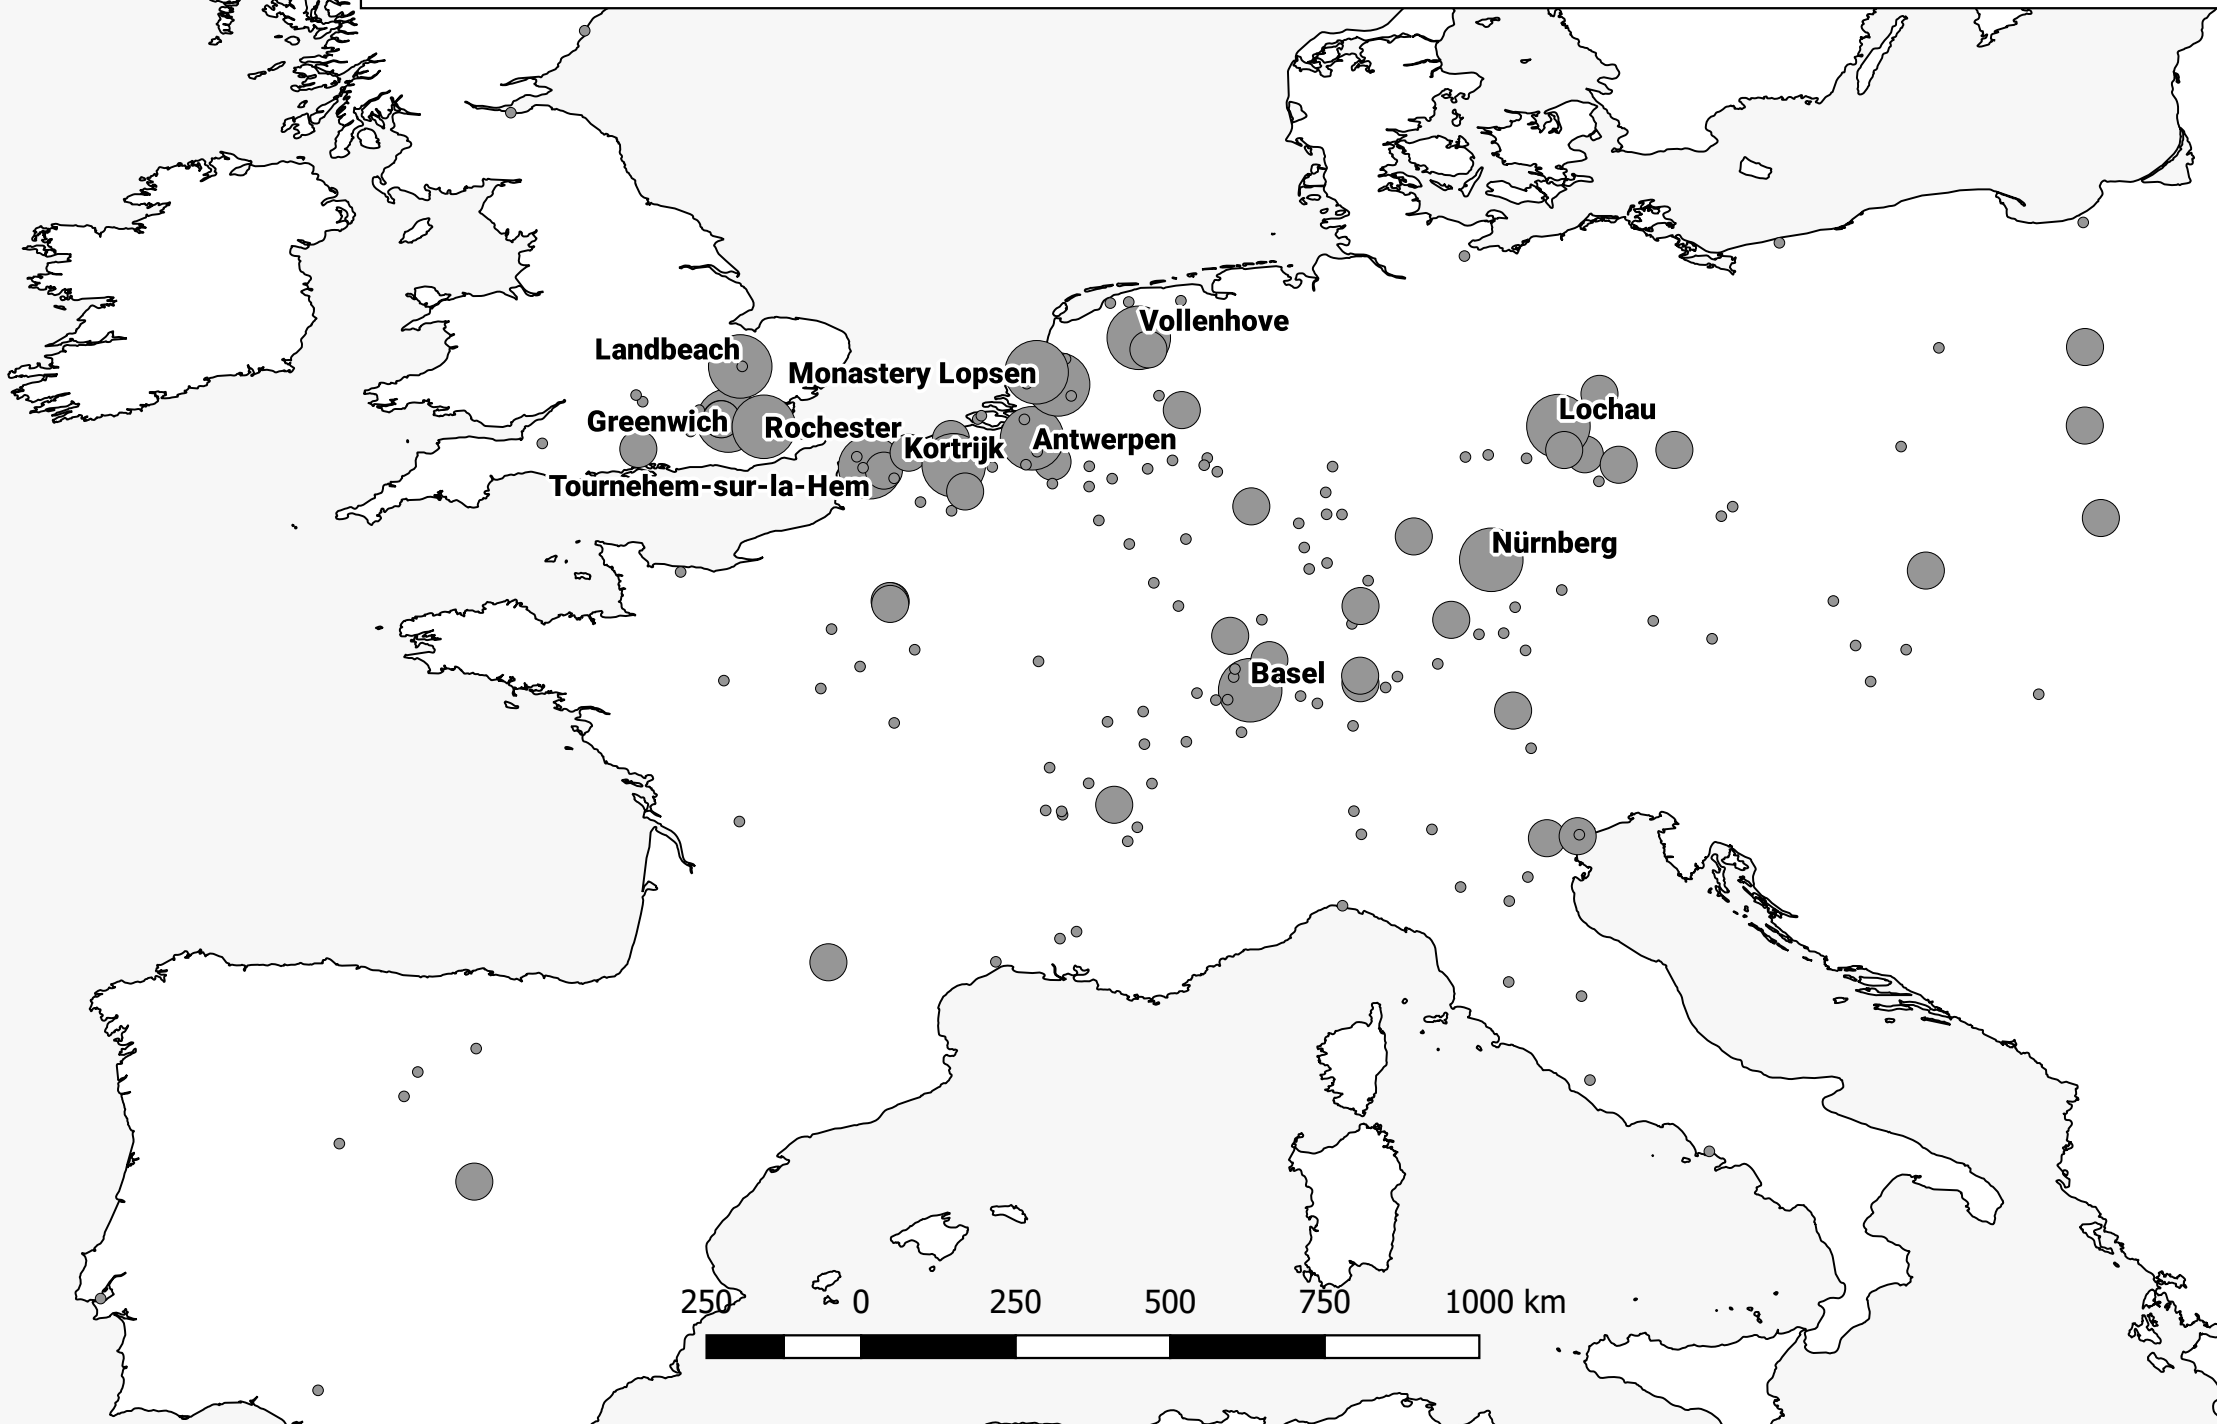 Vollenhove
Landbeach
Monastery Lopsen
Lochau
Greenwich
Rochester
Kortrijk
Antwerpen
Tournehem-sur-la-Hem
Nürnberg
Basel
250 0 250 500 750 1000 km